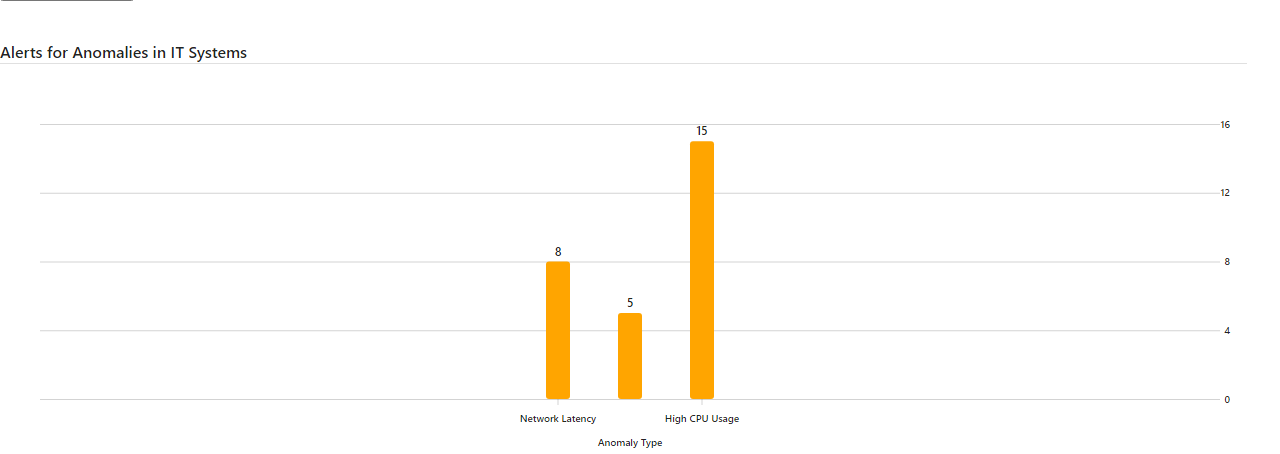 Alerts for Anomalies in IT Systems
16
15
12
8
8
5
4
0
Network Latency High CPU Usage
Anomaly Type